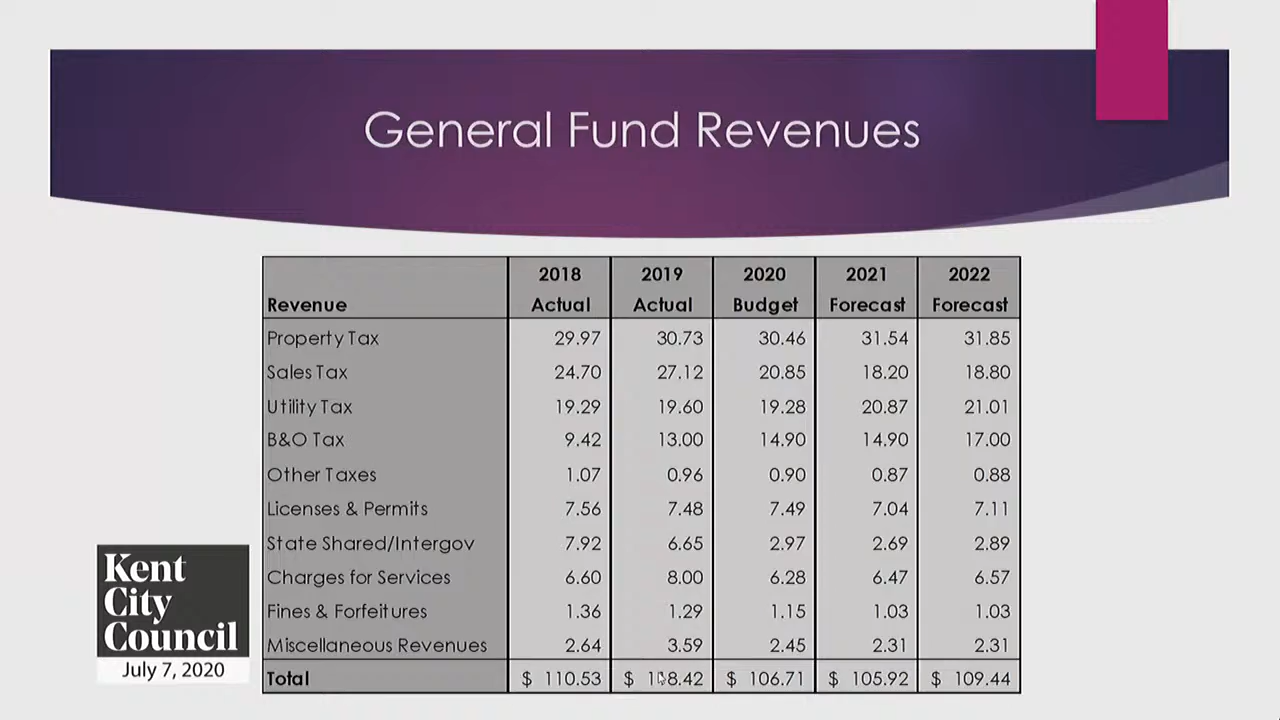 General Fund Revenues
Revenue 2018 Actual 2019 Actual 2020 Budget 2021 Forecast 2022 Forecast
Property Tax 29.97 30.73 30.46 31.54 31.85
Sales Tax 24.70 27.12 20.85 18.20 18.80
Utility Tax 19.29 19.60 19.28 20.87 21.01
B&O Tax 9.42 13.00 14.90 14.90 17.00
Other Taxes 1.07 0.96 0.90 0.87 0.88
Licenses & Permits 7.56 7.48 7.49 7.04 7.11
State Shared/Intergov 7.92 6.65 2.97 2.69 2.89
Charges for Services 6.60 8.00 6.28 6.47 6.57
Fines & Forfeitures 1.36 1.29 1.15 1.03 1.03
Miscellaneous Revenues 2.64 3.59 2.45 2.31 2.31
Total $ 110.53 $ 118.42 $ 106.71 $ 105.92 $ 109.44
Kent
City
Council
July 7, 2020